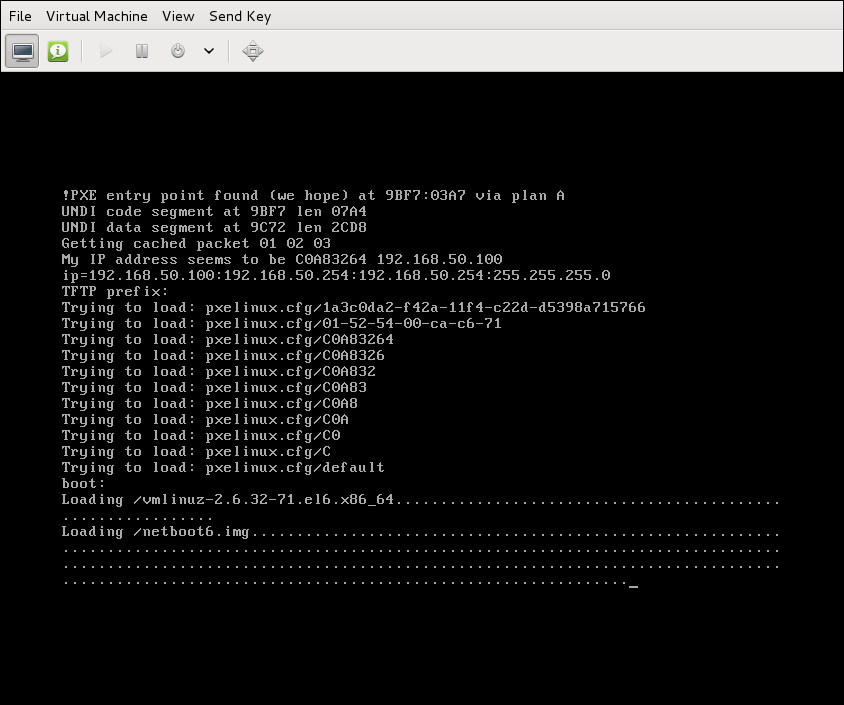 File Virtual Machine View Send Key
!PXE entry point found (we hope) at 9BF7:03A7 via plan A
UNDI code segment at 9BF7 len 07A4
UNDI data segment at 9C72 len 2CD8
Getting cached packet 01 02 03
My IP address seems to be C0A83264 192.168.50.100
ip=192.168.50.100:192.168.50.254:192.168.50.254:255.255.255.0
TFTP prefix:
Trying to load: pxelinux.cfg/1a3c0da2-f42a-11f4-c22d-d5398a715766
Trying to load: pxelinux.cfg/01-52-54-00-ca-c6-71
Trying to load: pxelinux.cfg/C0A83264
Trying to load: pxelinux.cfg/C0A8326
Trying to load: pxelinux.cfg/C0A832
Trying to load: pxelinux.cfg/C0A83
Trying to load: pxelinux.cfg/C0A8
Trying to load: pxelinux.cfg/C0A
Trying to load: pxelinux.cfg/C0
Trying to load: pxelinux.cfg/C
Trying to load: pxelinux.cfg/default
boot:
Loading /vmlinuz-2.6.32-71.el6.x86_64...........................................
.................
Loading /netboot6.img...........................................................
................................................................................
................................................................................
..............................................................._